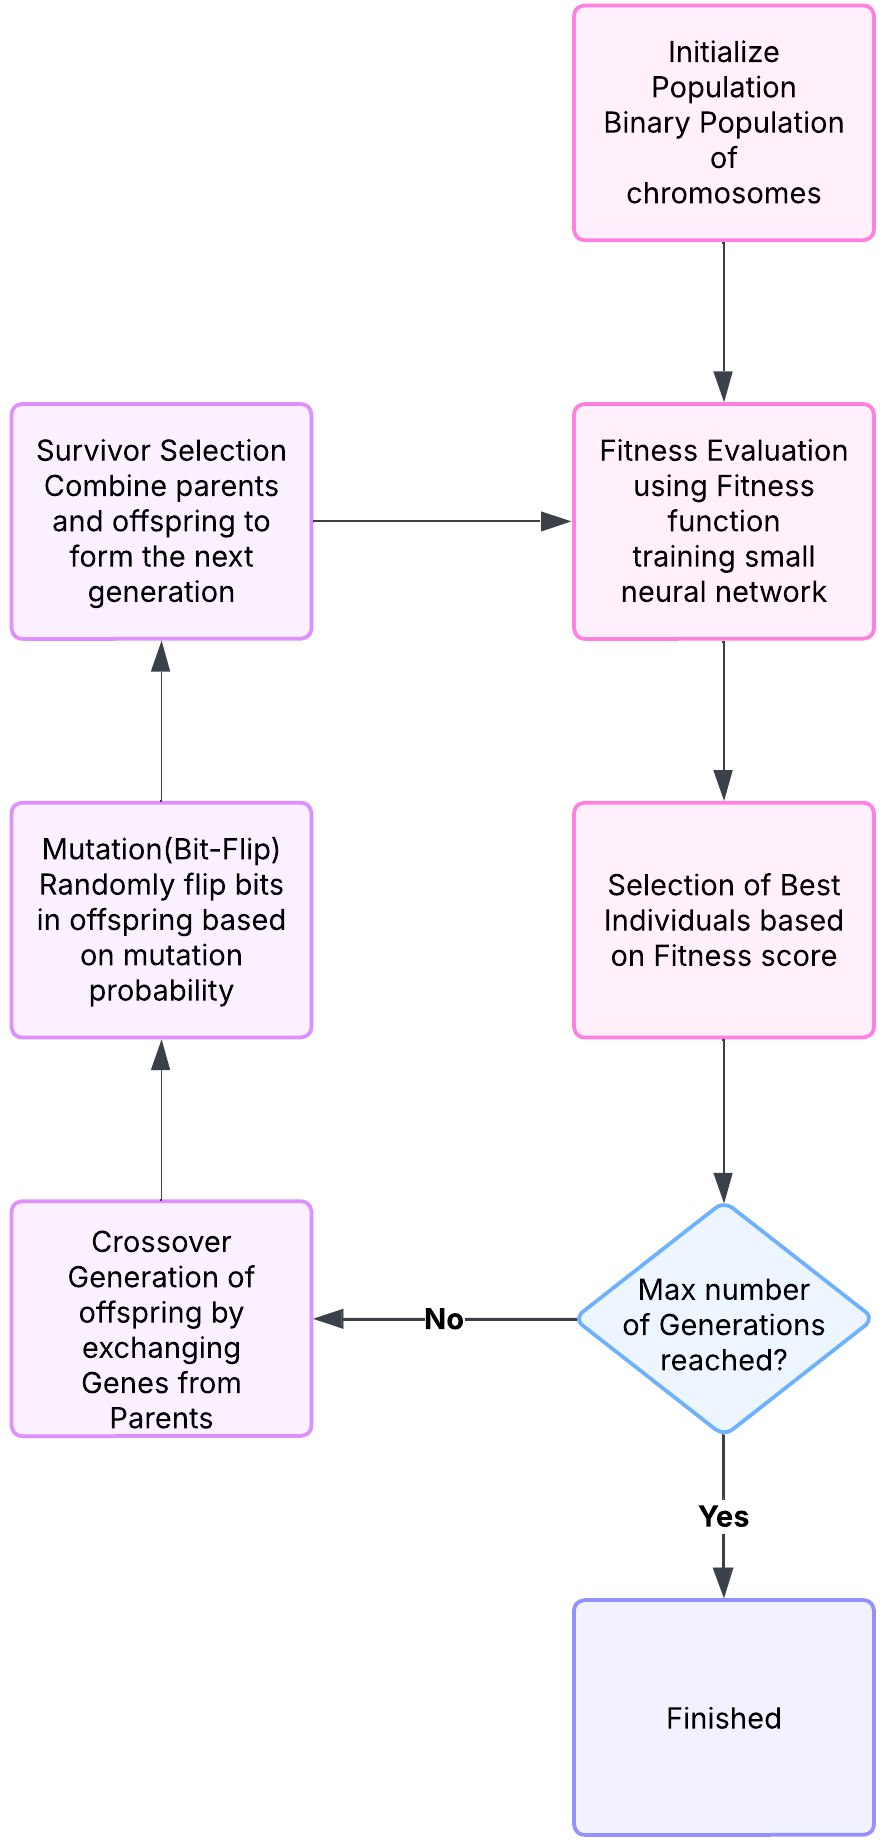 Initialize
Population
Binary Population
of
chromosomes
Survivor Selection
Combine parents
and offspring to
form the next
generation
Fitness Evaluation
using Fitness
function
training small
neural network
Mutation(Bit-Flip)
Randomly flip bits
in offspring based
on mutation
probability
Selection of Best
Individuals based
on Fitness score
Crossover
Generation of
offspring by
exchanging
Genes from
Parents
No
Max number
of Generations
reached?
Yes
Finished